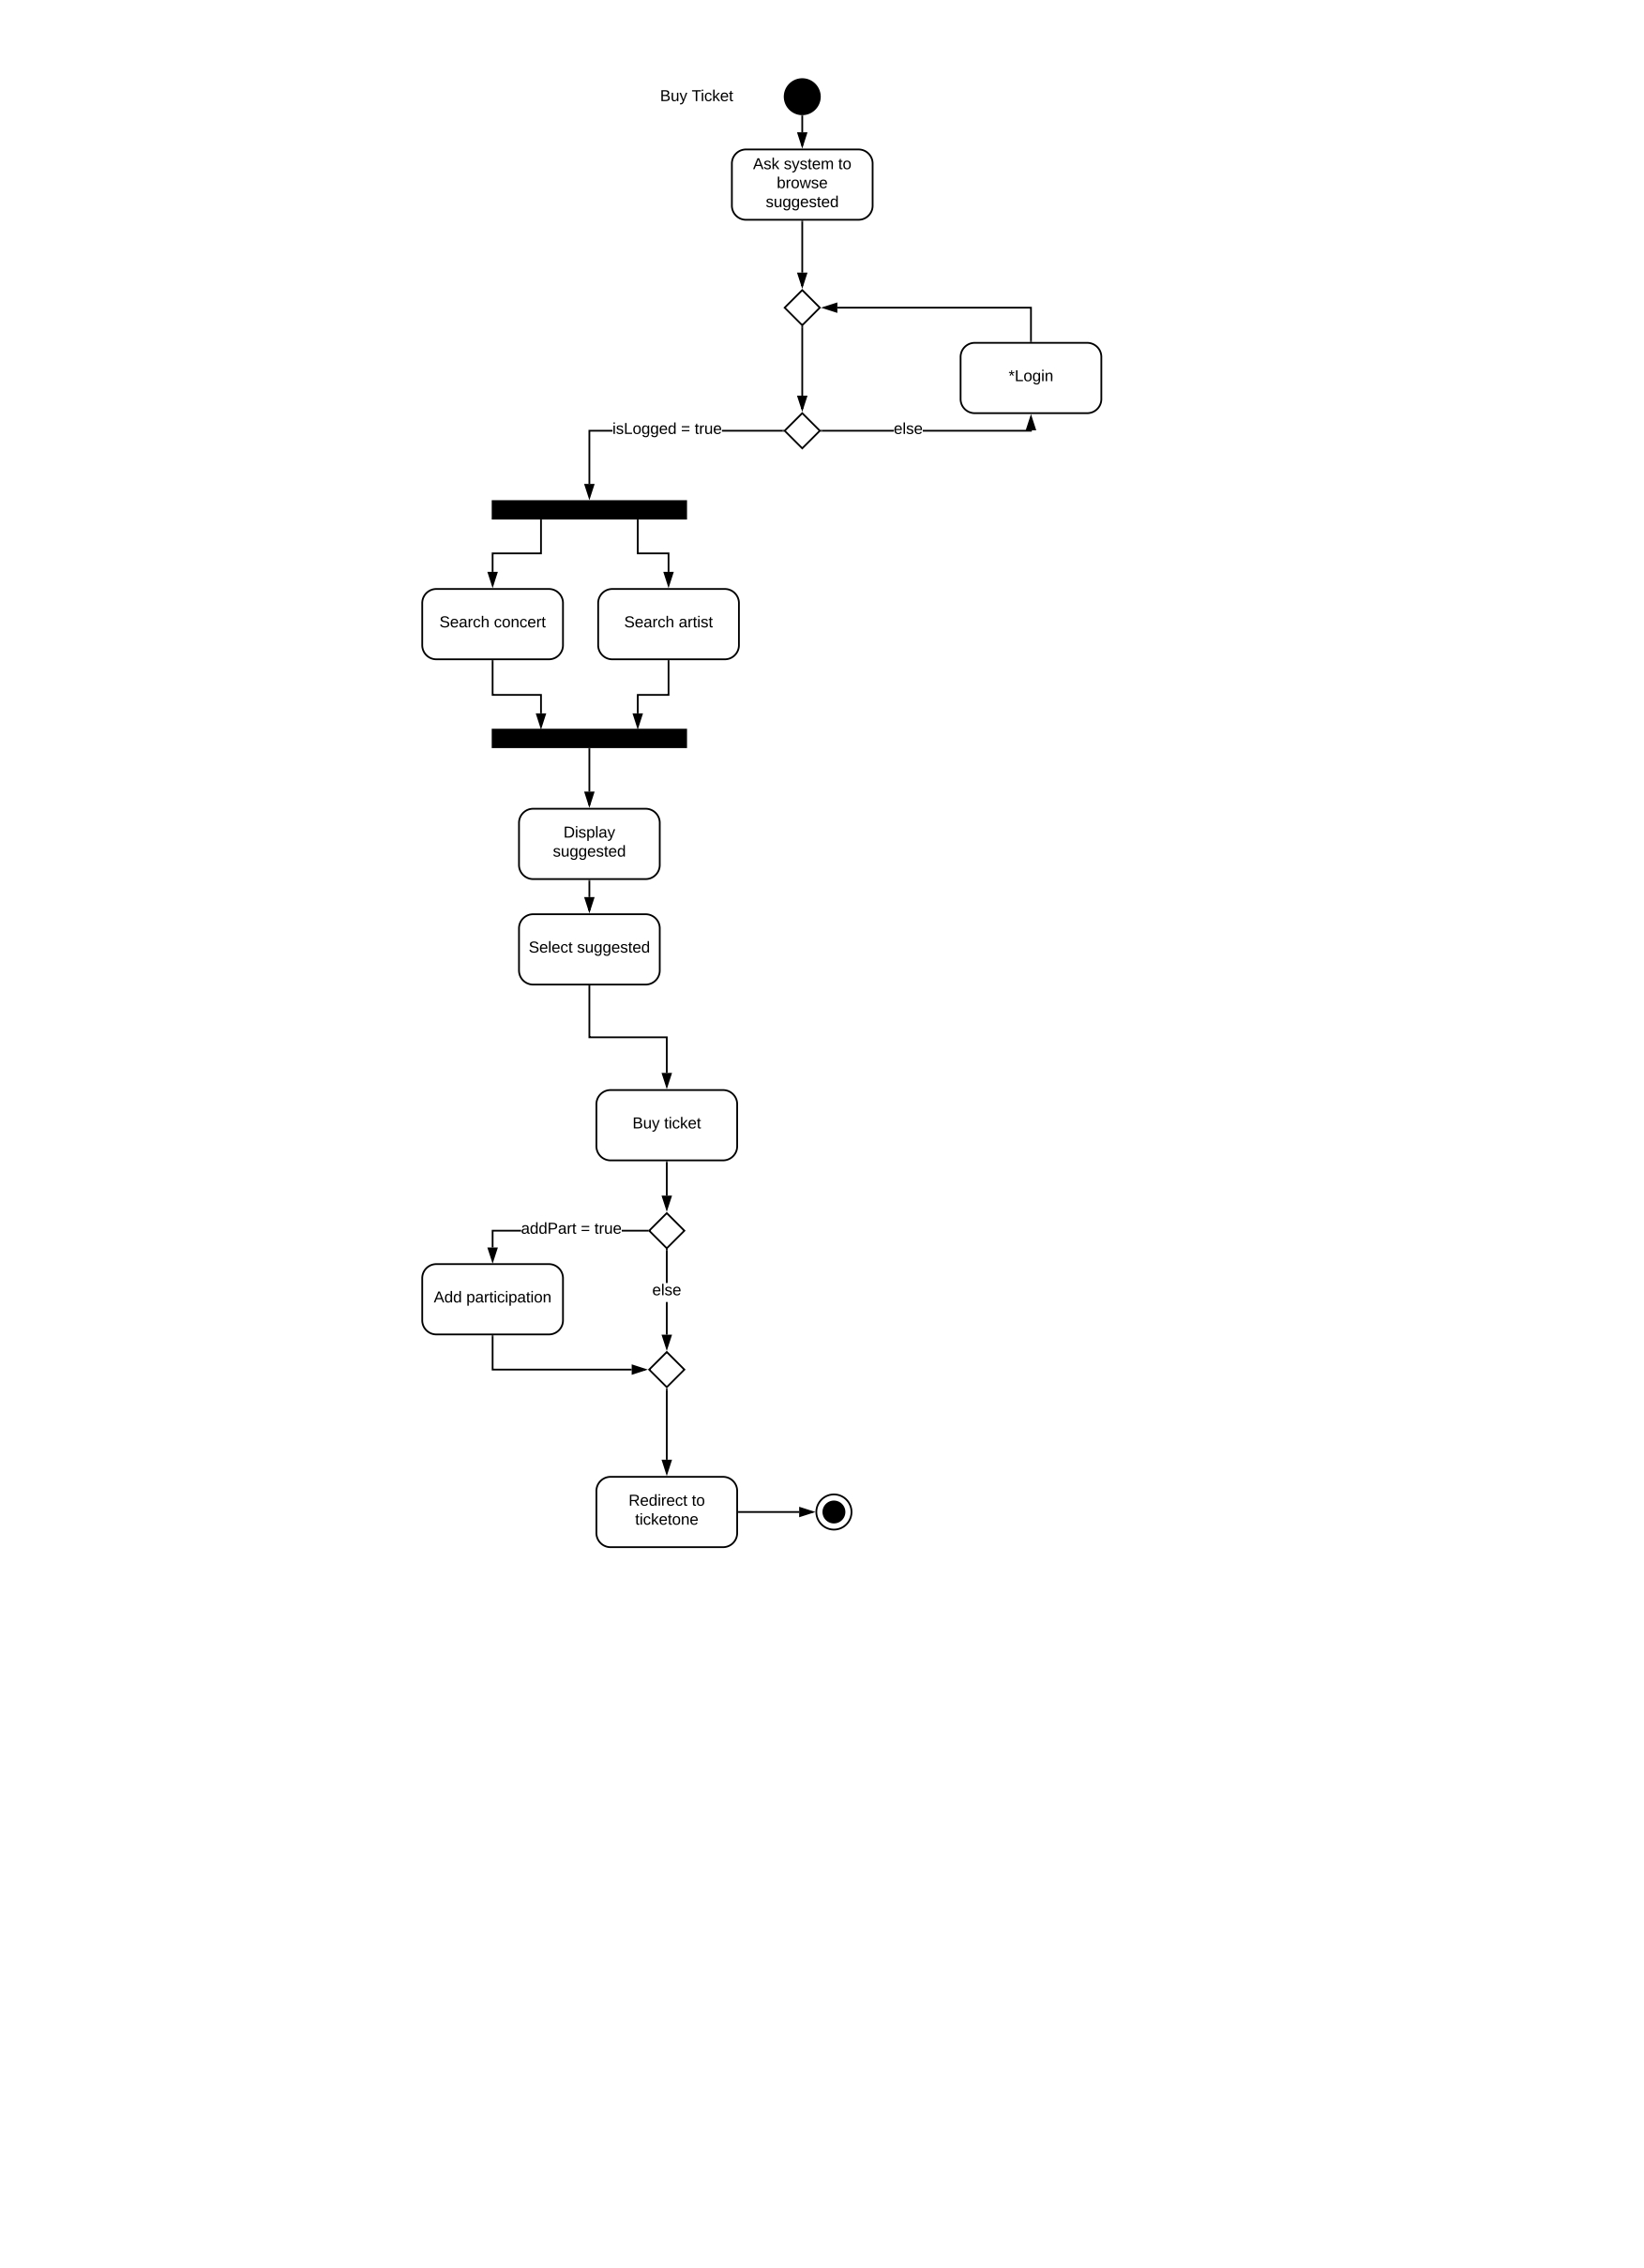 Buy Ticket
Ask system to
browse
suggested
*Login
isLogged = true
else
Search concert
Search artist
Display
suggested
Select suggested
Buy ticket
addPart = true
else
Add participation
Redirect to
ticketone